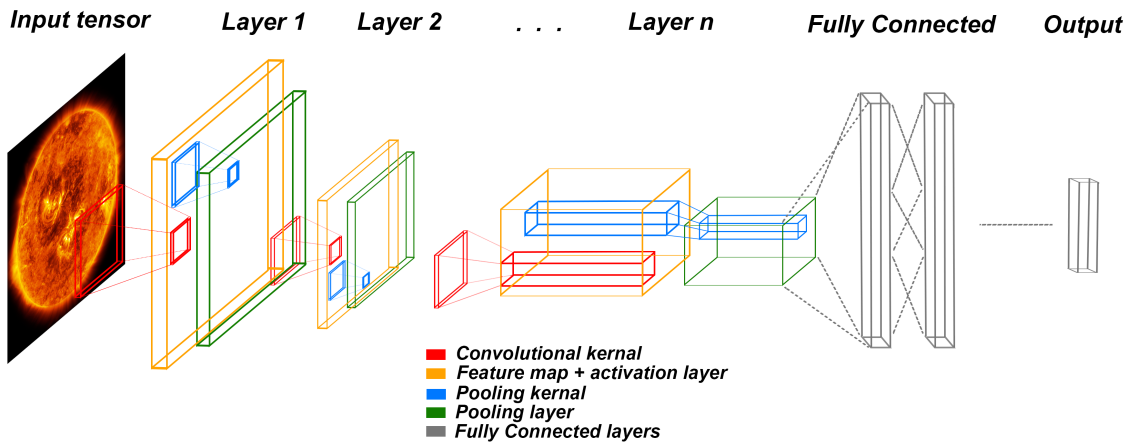 Input tensor
Layer 1
Layer 2
. . .
Layer n
Fully Connected
Output
Convolutional kernal
Feature map + activation layer
Pooling kernal
Pooling layer
Fully Connected layers